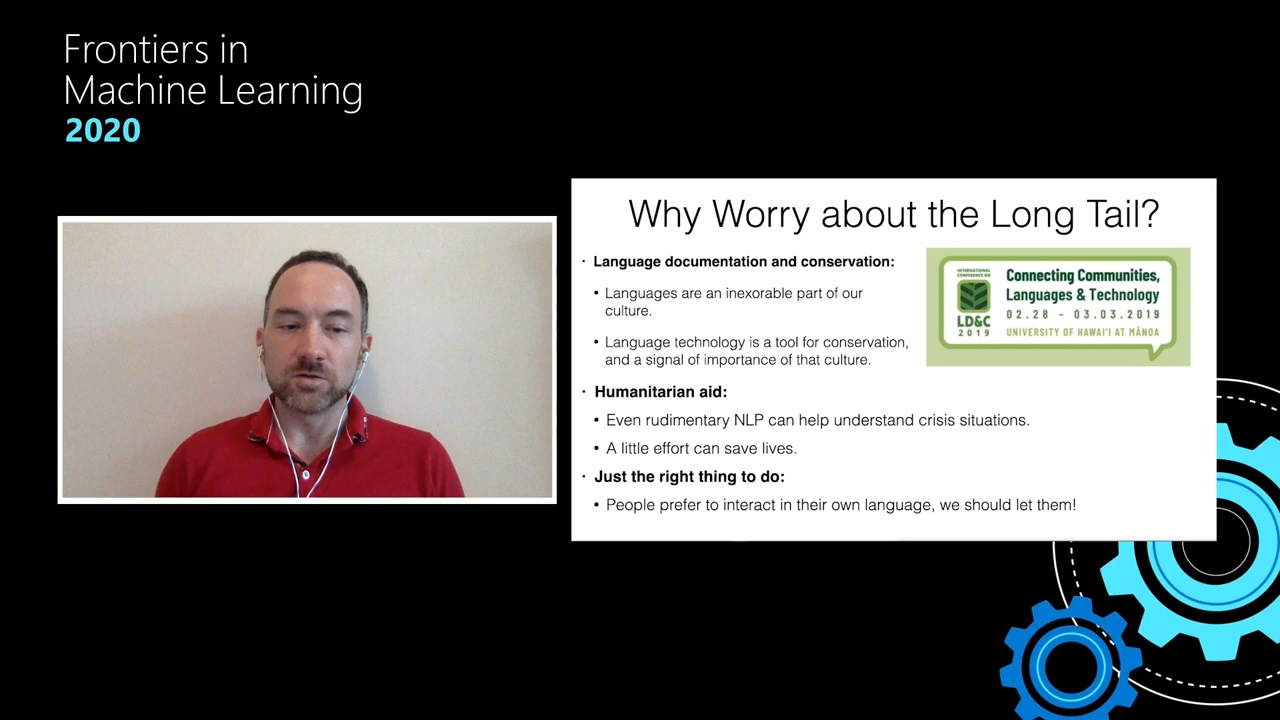 Frontiers in
Machine Learning
2020
Why Worry about the Long Tail?
· Language documentation and conservation:
• Languages are an inexorable part of our
culture.
• Language technology is a tool for conservation,
and a signal of importance of that culture.
INTERNATIONAL
CONFERENCE ON
LD&C
2019
Connecting Communities,
Languages & Technology
02.28 - 03.03.2019
UNIVERSITY OF HAWAI'I AT MĀNOA
· Humanitarian aid:
• Even rudimentary NLP can help understand crisis situations.
• A little effort can save lives.
· Just the right thing to do:
• People prefer to interact in their own language, we should let them!